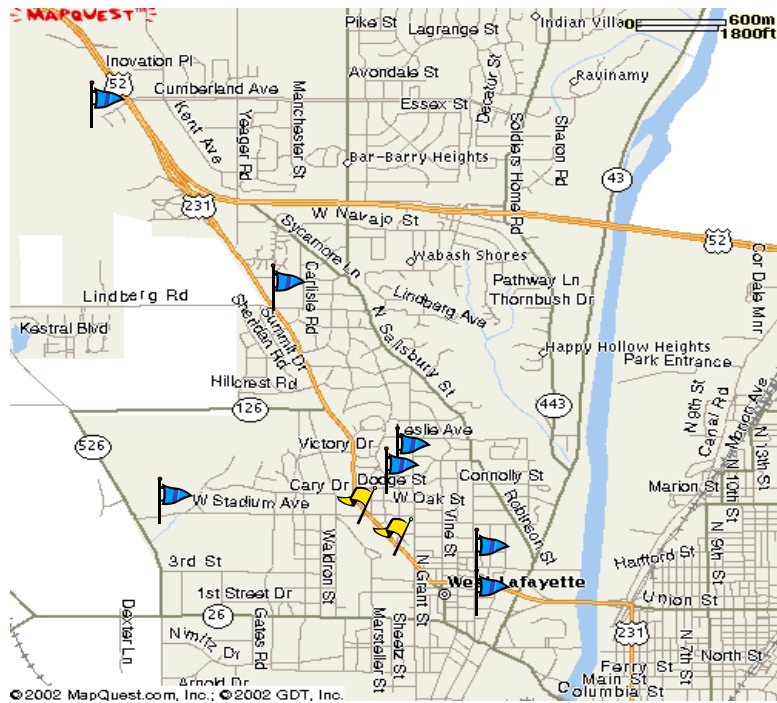 MAPQUEST™
Pike St
Indian Villa
0 600m
1800ft
Lagrange St
Inovation Pl
52
Cumberland Ave
Avondale St
Decatur St
Ravinamy
Essex St
Kent Ave
Yeager Rd
Manchester St
Soldiers Home Rd
Sharon Rd
Bar-Barry Heights
43
231
W Navajo St
52
Sycamore Ln
Wabash Shores
Cor Dale Mnr
Carlisle Rd
Pathway Ln
Lindberg Rd
Lindberg Ave
Thornbush Dr
Kestral Blvd
Sheridan Rd
Summit Dr
N Salisbury St
Happy Hollow Heights
Park Entrance
Hillcrest Rd
126
443
N 9th St
Canal Rd
Monon Ave
526
Victory Dr
Leslie Ave
N 13th St
Cary Dr
Dodge St
Connolly St
N 10th St
Marion St
W Stadium Ave
W Oak St
Robinson St
Vine St
3rd St
Waldron St
N Grant St
Hartford St
N 9th St
West Lafayette
1st Street Dr
Union St
26
Dexter Ln
Nimitz Dr
Gates Rd
Marsteller St
Sheetz St
231
N 7th St
North St
Ferry St
Arnold Dr
Main St
Columbia St
©2002 MapQuest.com, Inc.; ©2002 GDT, Inc.